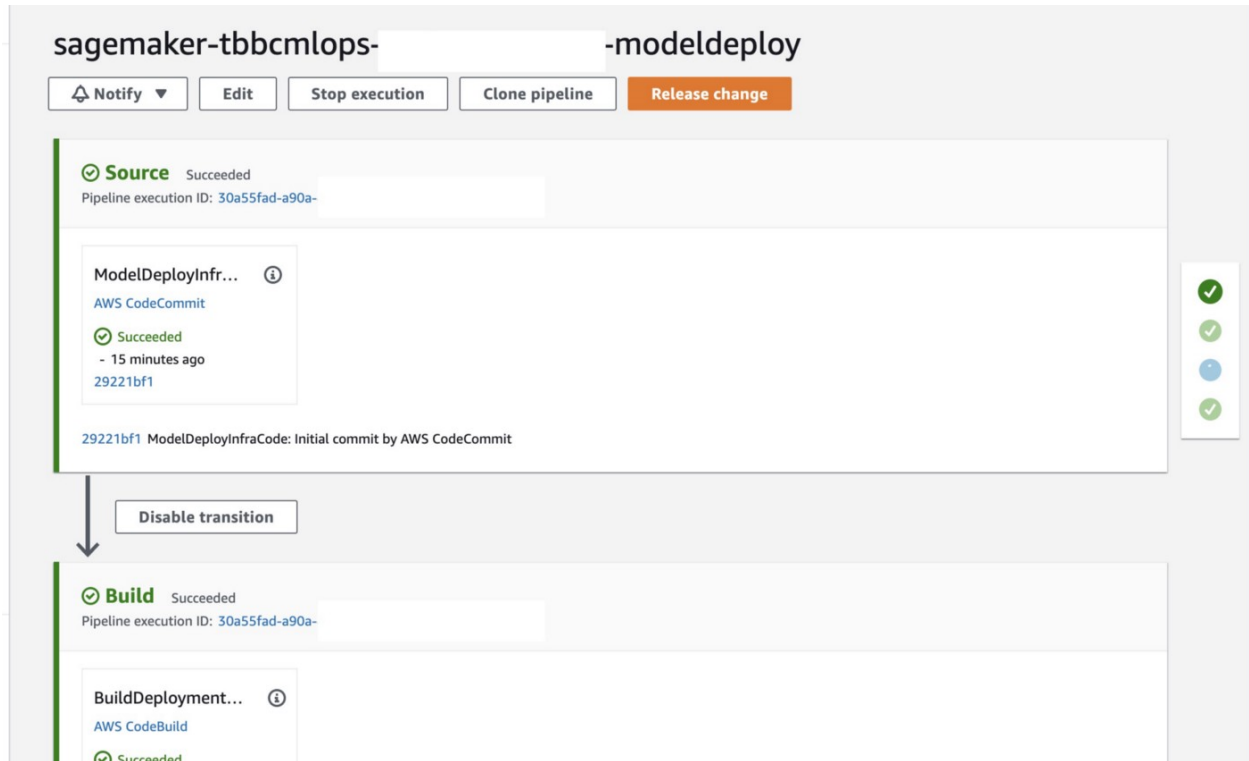 sagemaker-tbbcmlops- -modeldeploy
Notify ▼ Edit Stop execution Clone pipeline Release change
Source Succeeded
Pipeline execution ID: 30a55fad-a90a-
ModelDeployInfr...
AWS CodeCommit
Succeeded
- 15 minutes ago
29221bf1
29221bf1 ModelDeployInfraCode: Initial commit by AWS CodeCommit
Disable transition
Build Succeeded
Pipeline execution ID: 30a55fad-a90a-
BuildDeployment...
AWS CodeBuild
Succeeded